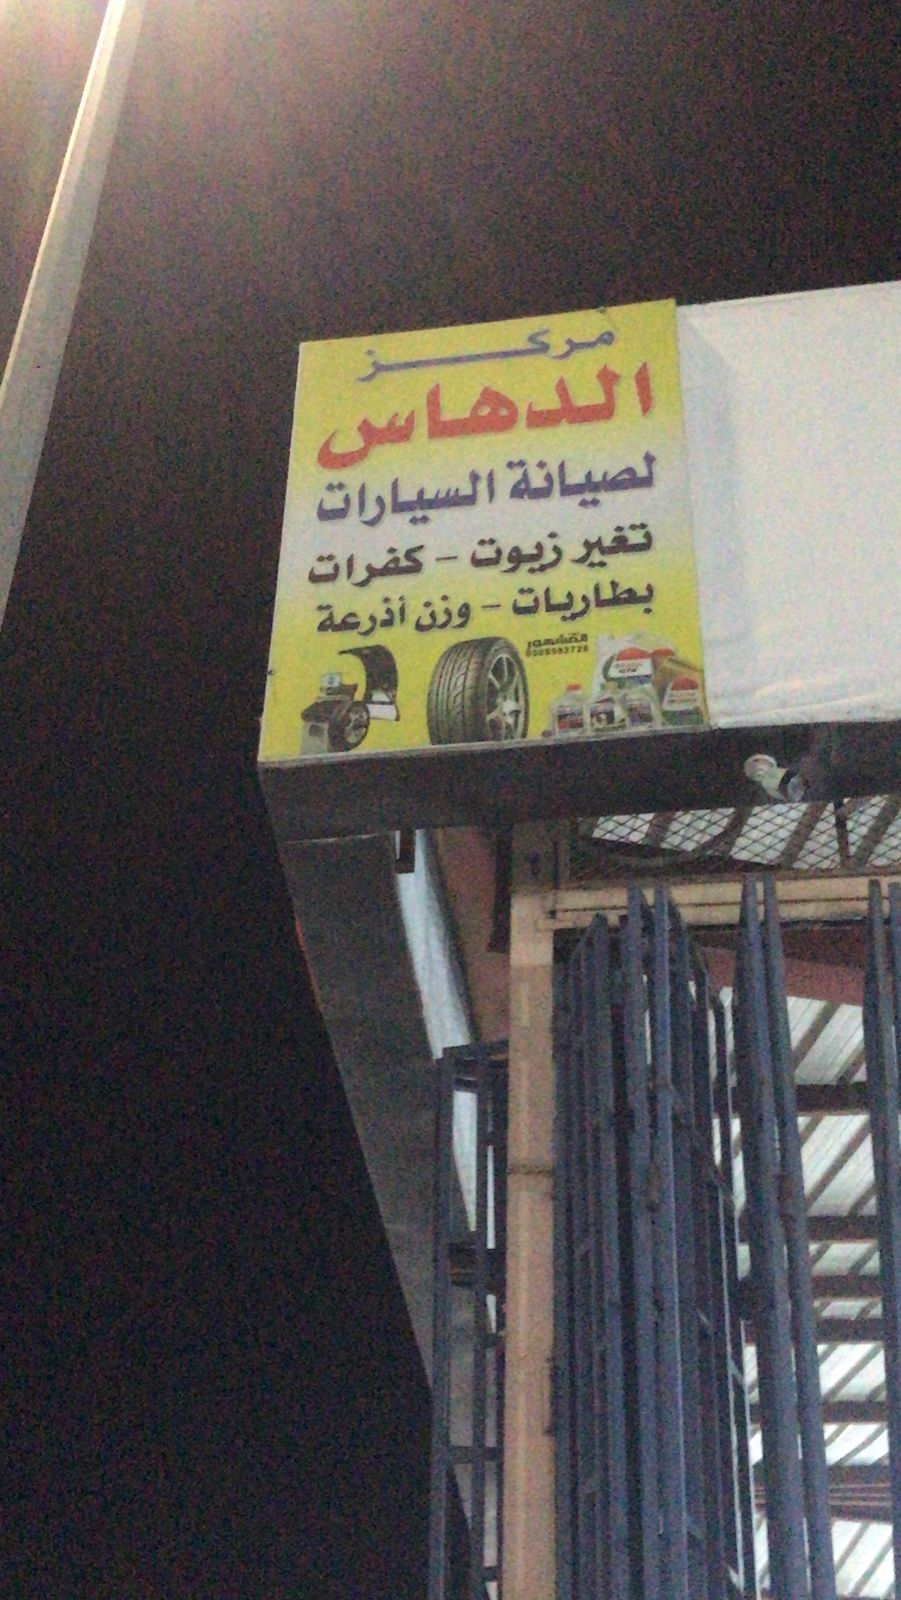 مركز
الدهاس
لصيانة السيارات
تغير زيوت - كفرات
بطاريات - وزن أذرعة